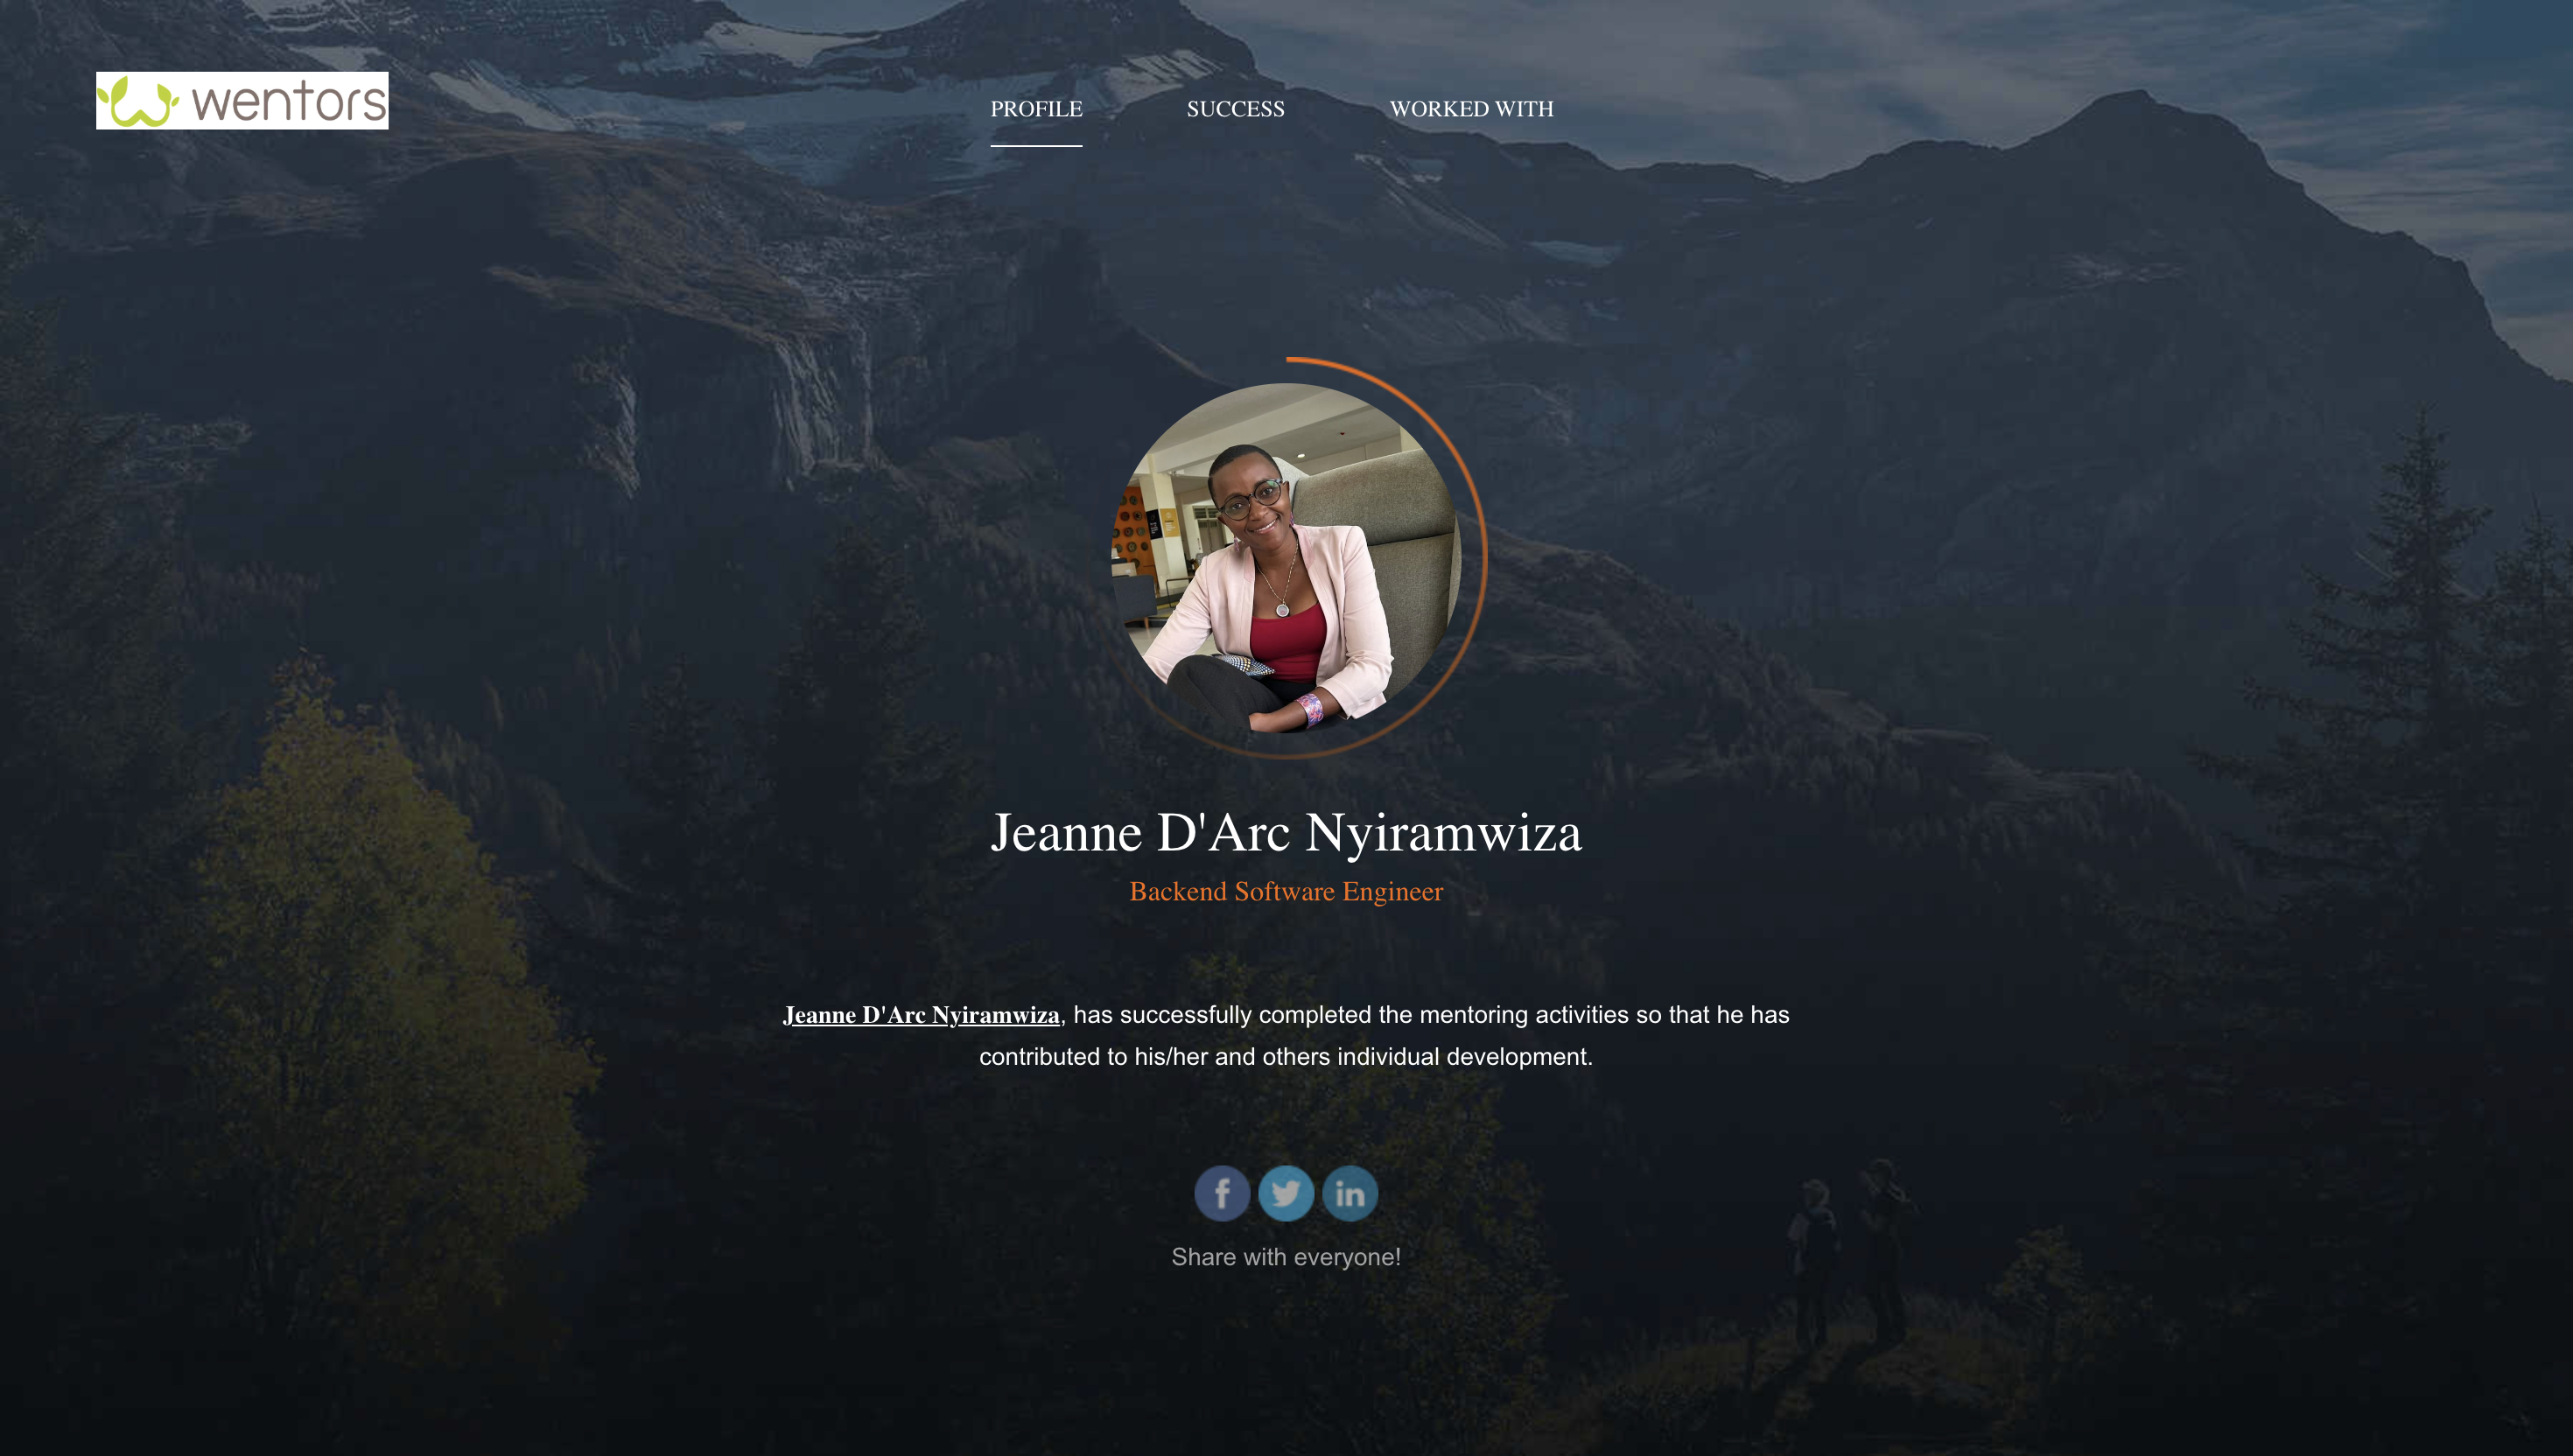 wentors
PROFILE SUCCESS WORKED WITH
Jeanne D'Arc Nyiramwiza
Backend Software Engineer
Jeanne D'Arc Nyiramwiza, has successfully completed the mentoring activities so that he has
contributed to his/her and others individual development.
f in
Share with everyone!